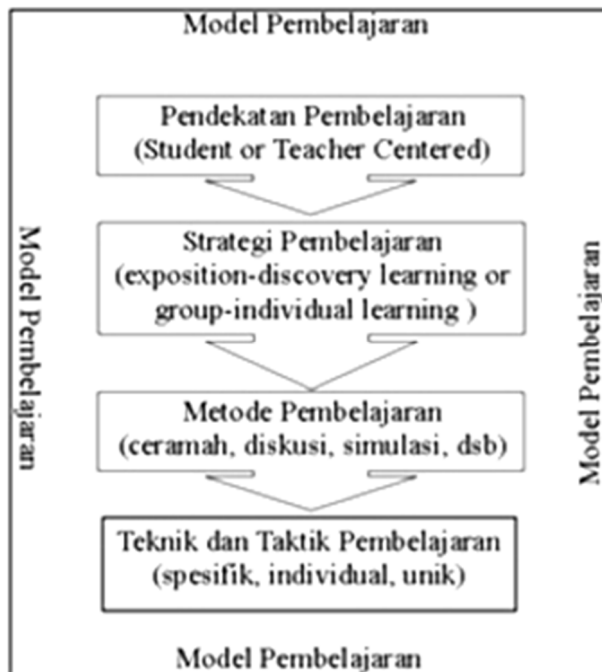 Model Pembelajaran
Pendekatan Pembelajaran
(Student or Teacher Centered)
Strategi Pembelajaran
(exposition-discovery learning or
group-individual learning )
Metode Pembelajaran
(ceramah, diskusi, simulasi, dsb)
Teknik dan Taktik Pembelajaran
(spesifik, individual, unik)
Model Pembelajaran
Model Pembelajaran
Model Pembelajaran